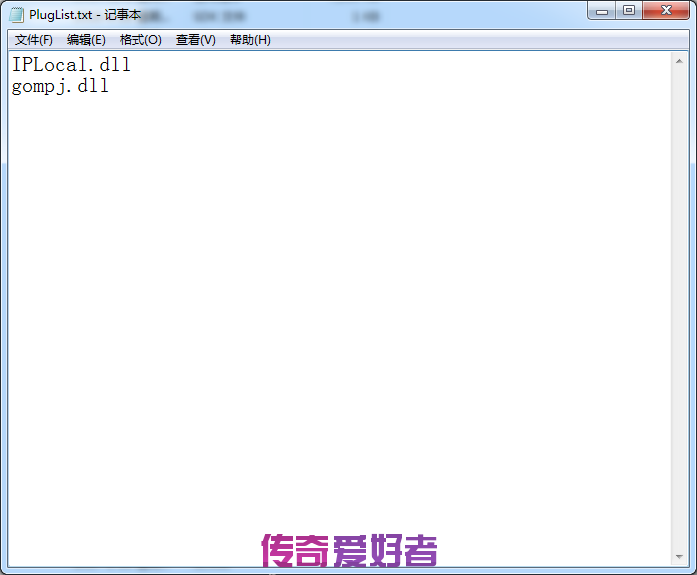 PlugList.txt - 记事本
文件(F) 编辑(E) 格式(O) 查看(V) 帮助(H)
IPLocal.dll
gompj.dll
传奇爱好者